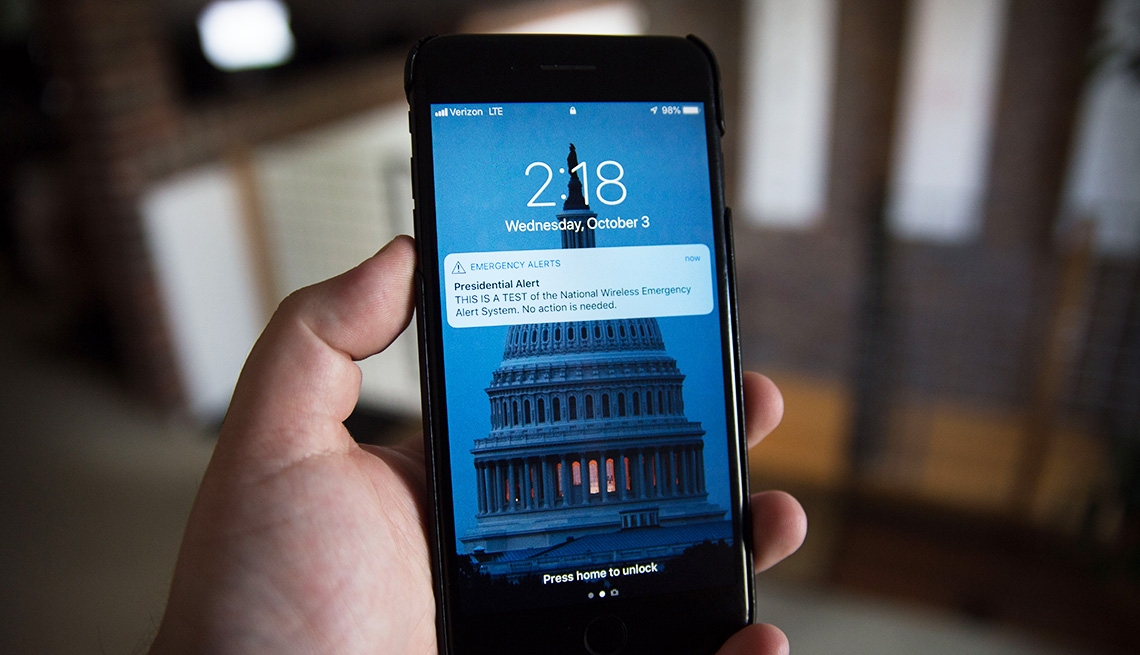 Verizon LTE 98%
2:18
Wednesday, October 3
EMERGENCY ALERTS now
Presidential Alert
THIS IS A TEST of the National Wireless Emergency
Alert System. No action is needed.
Press home to unlock